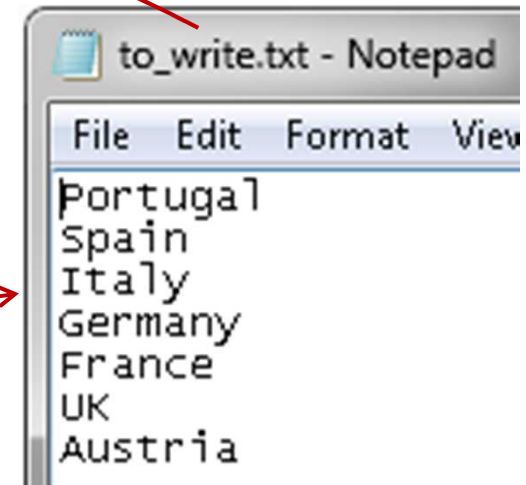 to_write.txt - Notepad
File Edit Format View
Portugal
Spain
Italy
Germany
France
UK
Austria